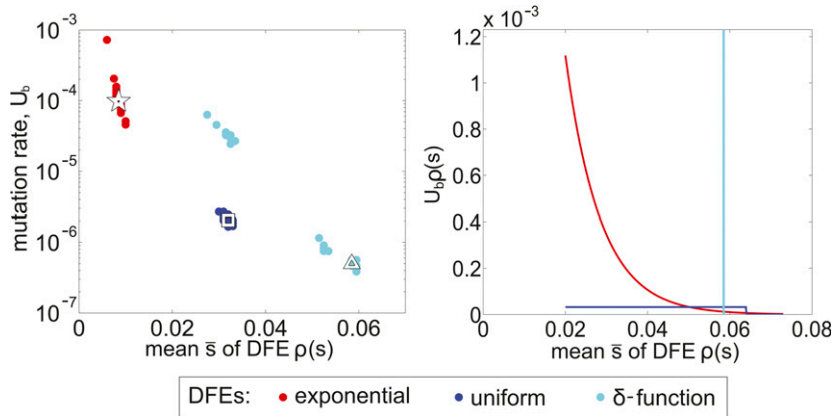 10⁻³
10⁻⁴
10⁻⁵
10⁻⁶
10⁻⁷
mutation rate, U_b
0 0.02 0.04 0.06
mean s̄ of DFE ρ(s)
x 10⁻³
1.2
1
0.8
0.6
0.4
0.2
0
U_bρ(s)
0 0.02 0.04 0.06 0.08
mean s̄ of DFE ρ(s)
DFEs: exponential uniform δ-function